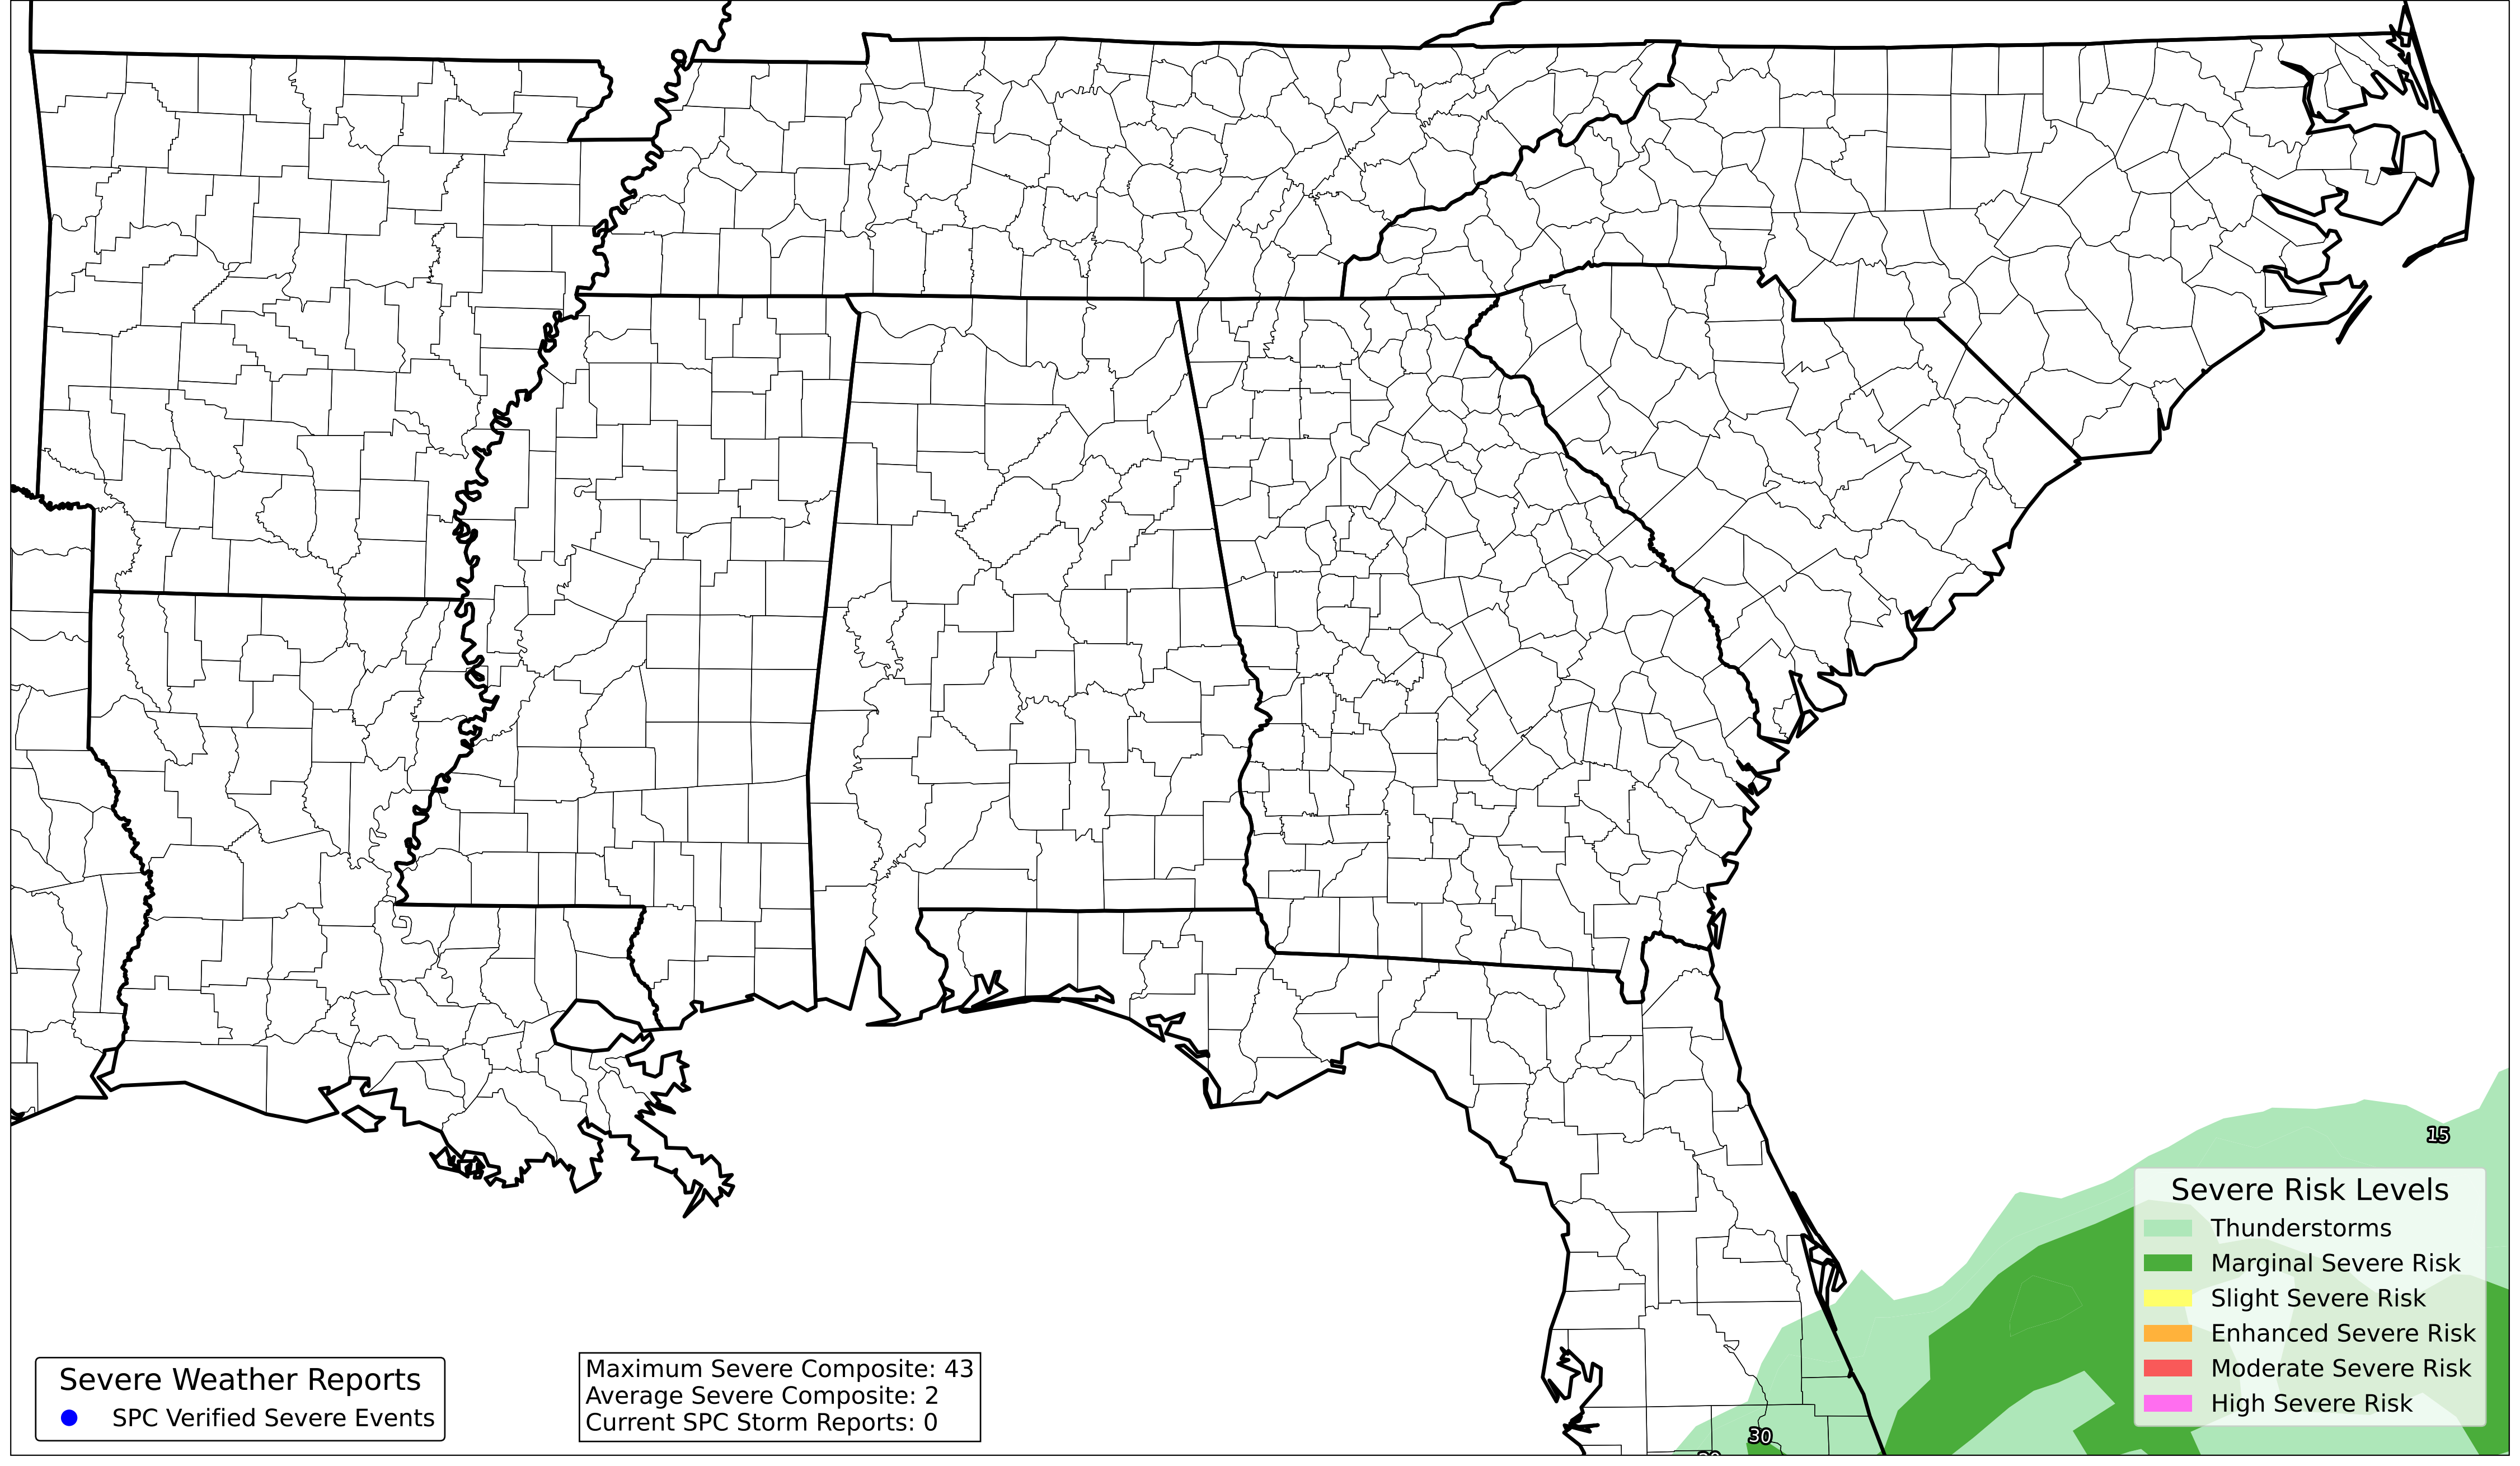 15
Severe Risk Levels
Thunderstorms
Marginal Severe Risk
Slight Severe Risk
Enhanced Severe Risk
Moderate Severe Risk
High Severe Risk
Severe Weather Reports
SPC Verified Severe Events
Maximum Severe Composite: 43
Average Severe Composite: 2
Current SPC Storm Reports: 0
30